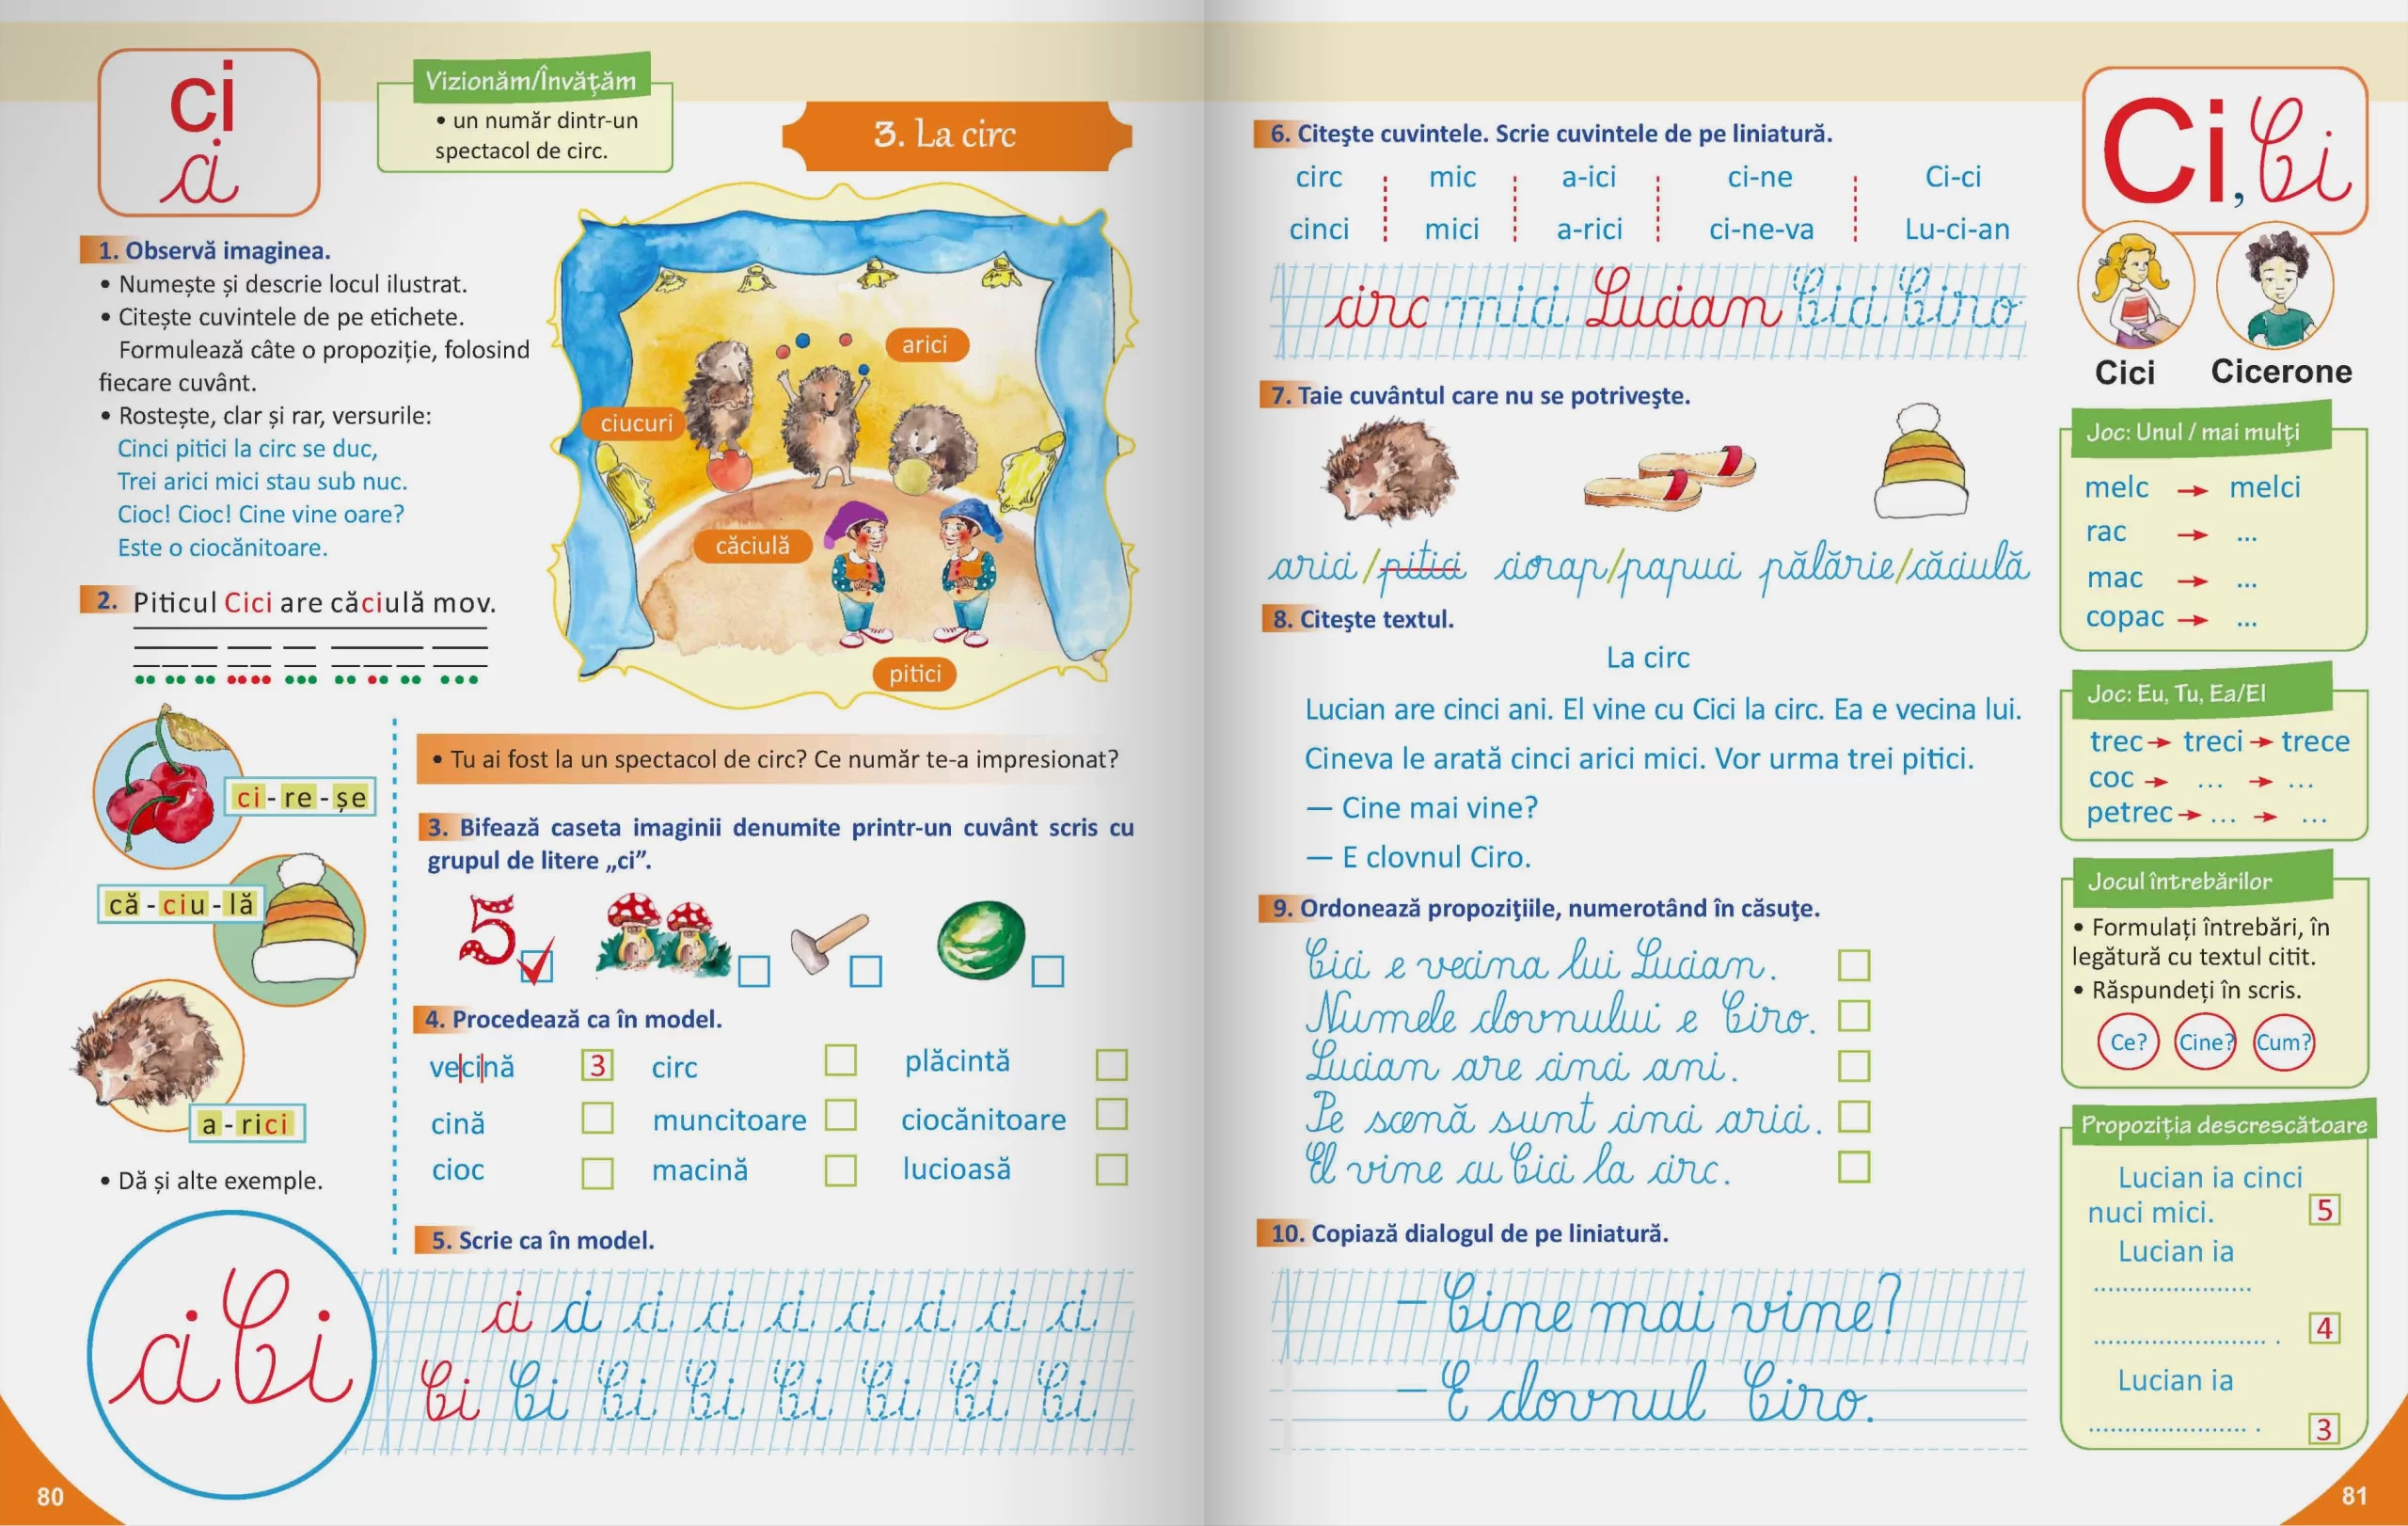 ci
ci
Vizionăm/Învățăm
• un număr dintr-un
spectacol de circ.
3. La circ
1. Observă imaginea.
• Numește și descrie locul ilustrat.
• Citește cuvintele de pe etichete.
Formulează câte o propoziție, folosind
fiecare cuvânt.
• Rostește, clar și rar, versurile:
Cinci pitici la circ se duc,
Trei arici mici stau sub nuc.
Cioc! Cioc! Cine vine oare?
Este o ciocănitoare.
arici
ciucuri
căciulă
pitici
2. Piticul Cici are căciulă mov.
ci - re - șe
că - ciu - lă
a - rici
• Dă și alte exemple.
ci Ci
• Tu ai fost la un spectacol de circ? Ce număr te-a impresionat?
3. Bifează caseta imaginii denumite printr-un cuvânt scris cu
grupul de litere „ci”.
5
4. Procedează ca în model.
ve|ci|nă 3 circ plăcintă
cină muncitoare ciocănitoare
cioc macină lucioasă
5. Scrie ca în model.
ci ci ci ci ci ci ci ci ci
Ci Ci Ci Ci Ci Ci Ci Ci
80
6. Citește cuvintele. Scrie cuvintele de pe liniatură.
circ mic a-ici ci-ne Ci-ci
cinci mici a-rici ci-ne-va Lu-ci-an
circ mici Lucian Cici Ciro
7. Taie cuvântul care nu se potrivește.
arici/pitici ciorap/papuci pălărie/căciulă
8. Citește textul.
La circ
Lucian are cinci ani. El vine cu Cici la circ. Ea e vecina lui.
Cineva le arată cinci arici mici. Vor urma trei pitici.
— Cine mai vine?
— E clovnul Ciro.
9. Ordonează propozițiile, numerotând în căsuțe.
Cici e vecina lui Lucian.
Numele clovnului e Ciro.
Lucian are cinci ani.
Pe scenă sunt cinci arici.
El vine cu Cici la circ.
10. Copiază dialogul de pe liniatură.
– Cine mai vine?
– E clovnul Ciro.
Ci, Ci
Cici Cicerone
Joc: Unul / mai mulți
melc → melci
rac → ...
mac → ...
copac → ...
Joc: Eu, Tu, Ea/El
trec → treci → trece
coc → ... → ...
petrec → ... → ...
Jocul întrebărilor
• Formulați întrebări, în
legătură cu textul citit.
• Răspundeți în scris.
Ce? Cine? Cum?
Propoziția descrescătoare
Lucian ia cinci
nuci mici. 5
Lucian ia
..........................
............................ . 4
Lucian ia
.......................... . 3
81